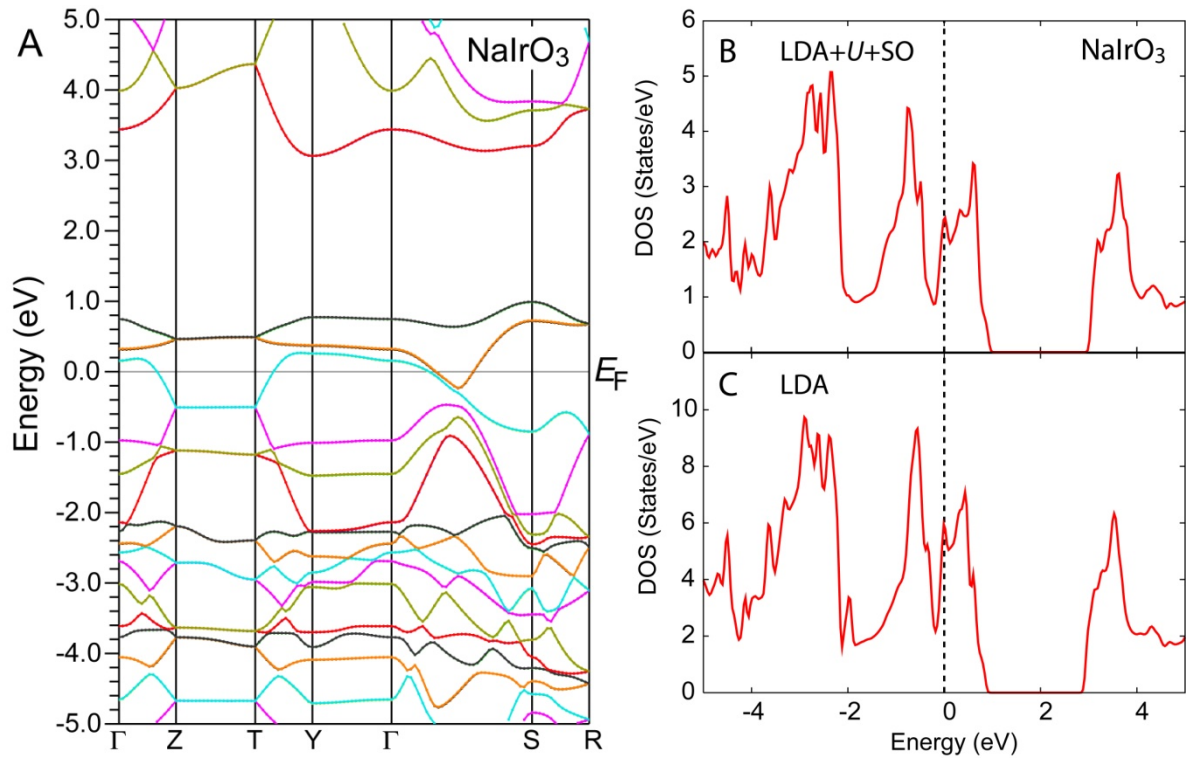 A
NaIrO3
Energy (eV)
5.0
4.0
3.0
2.0
1.0
0.0
-1.0
-2.0
-3.0
-4.0
-5.0
EF
Γ Z T Y Γ S R
B
LDA+U+SO
NaIrO3
DOS (States/eV)
6
5
4
3
2
1
0
C
LDA
DOS (States/eV)
10
8
6
4
2
0
-4 -2 0 2 4
Energy (eV)